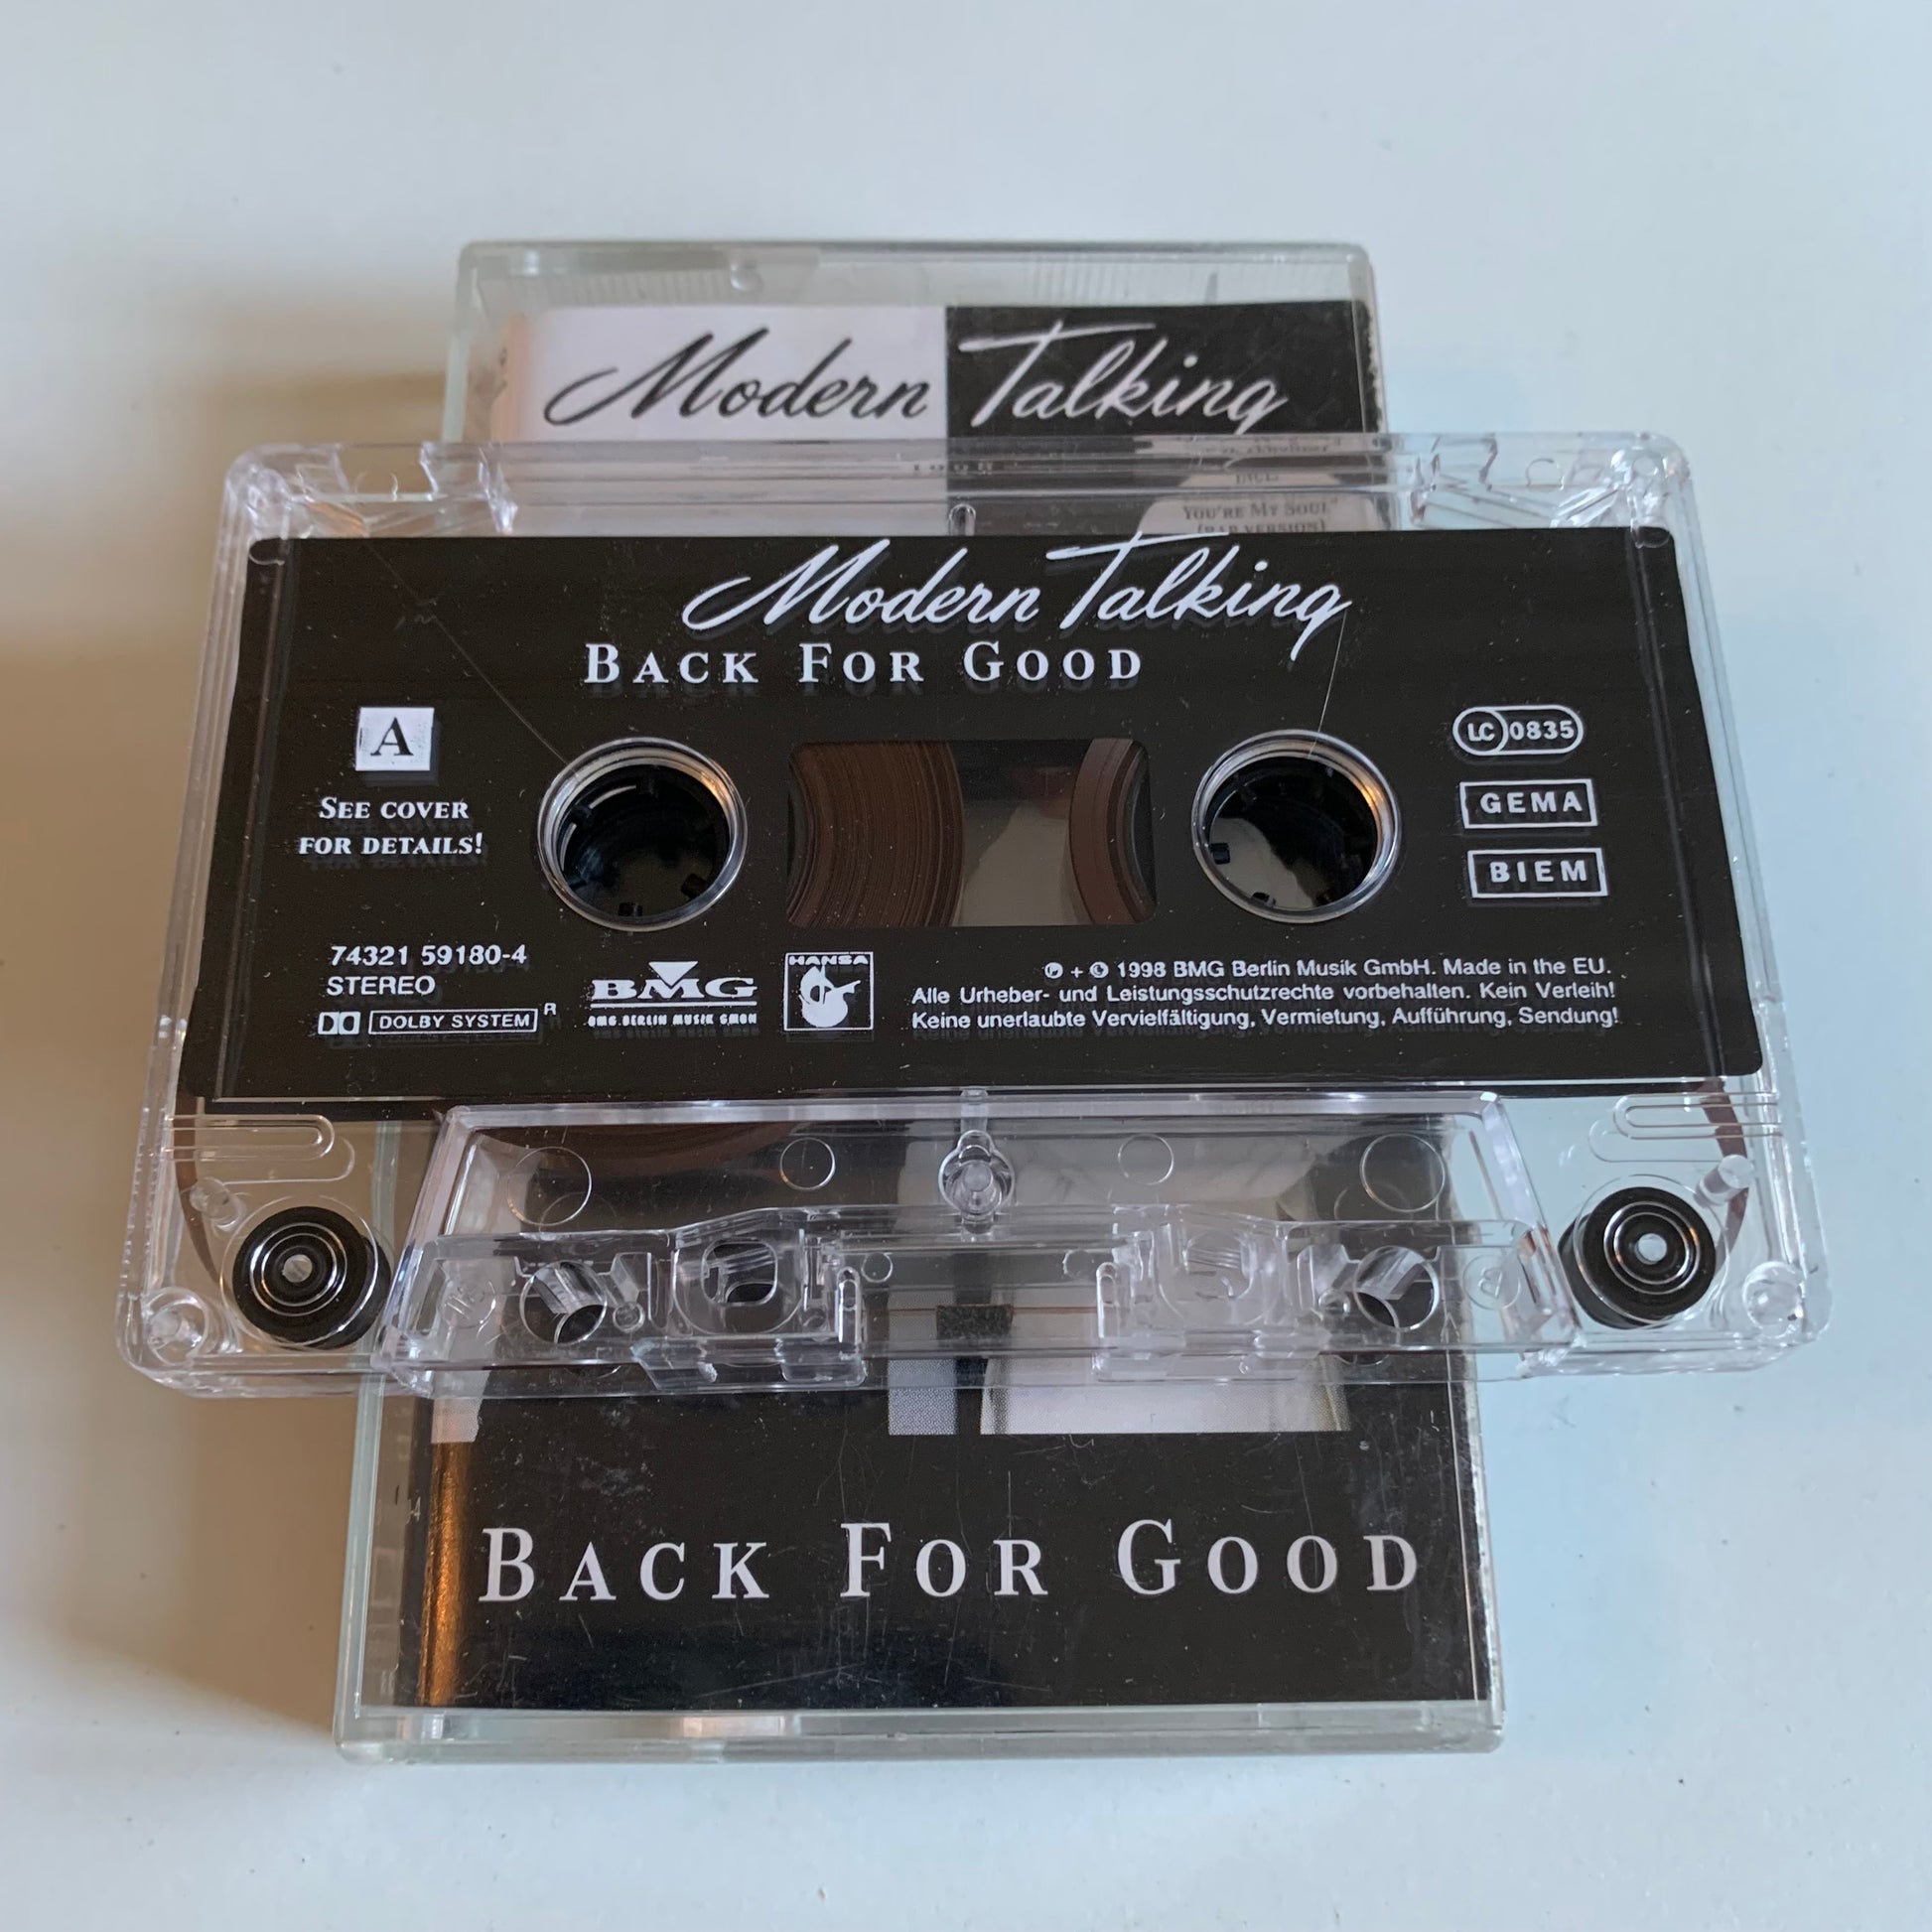 Modern Talking
YOU'RE MY SOUL"
(RAP VERSION)
Modern Talking
BACK FOR GOOD
A
SEE COVER
FOR DETAILS!
LC 0835
GEMA
BIEM
74321 59180-4
STEREO
DOLBY SYSTEM R
BMG
BMG BERLIN MUSIK GMBH
HANSA
℗ + © 1998 BMG Berlin Musik GmbH. Made in the EU.
Alle Urheber- und Leistungsschutzrechte vorbehalten. Kein Verleih!
Keine unerlaubte Vervielfältigung, Vermietung, Aufführung, Sendung!
BACK FOR GOOD